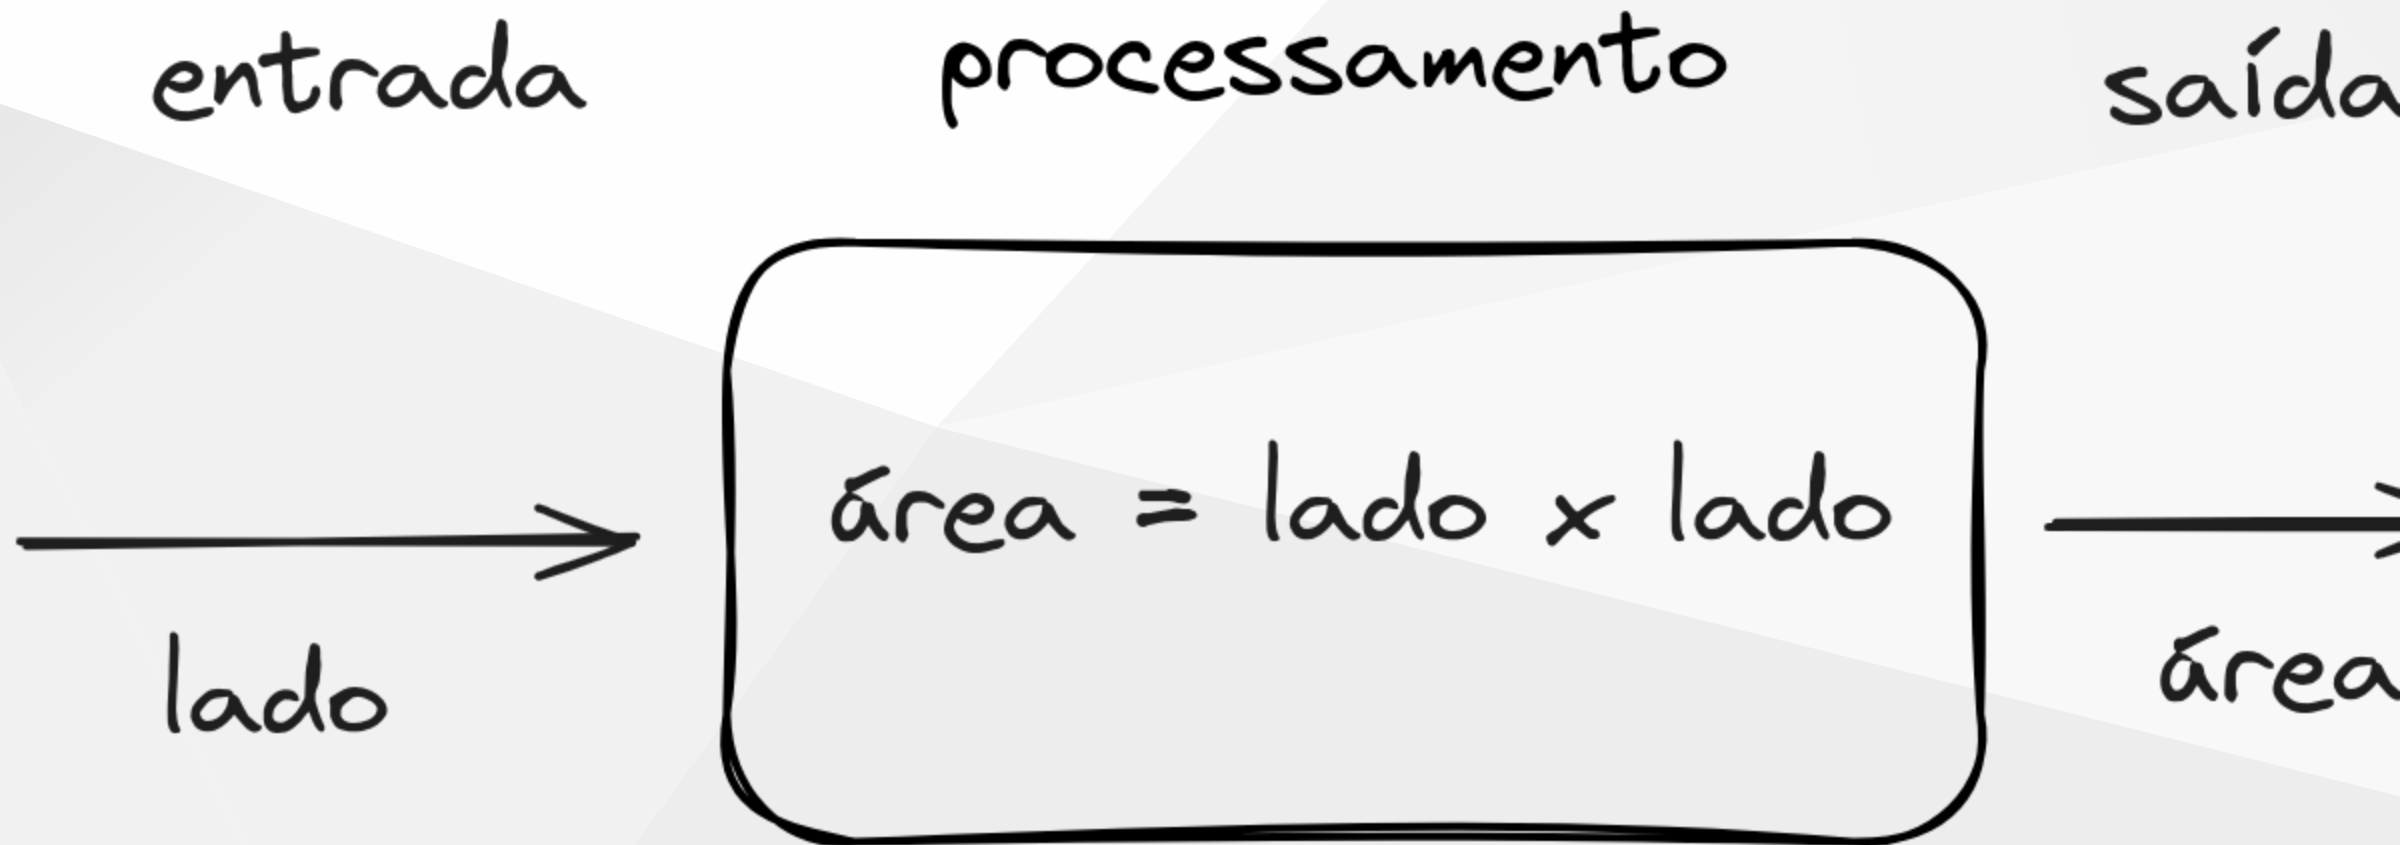 entrada
processamento
saída
área = lado x lado
lado
área